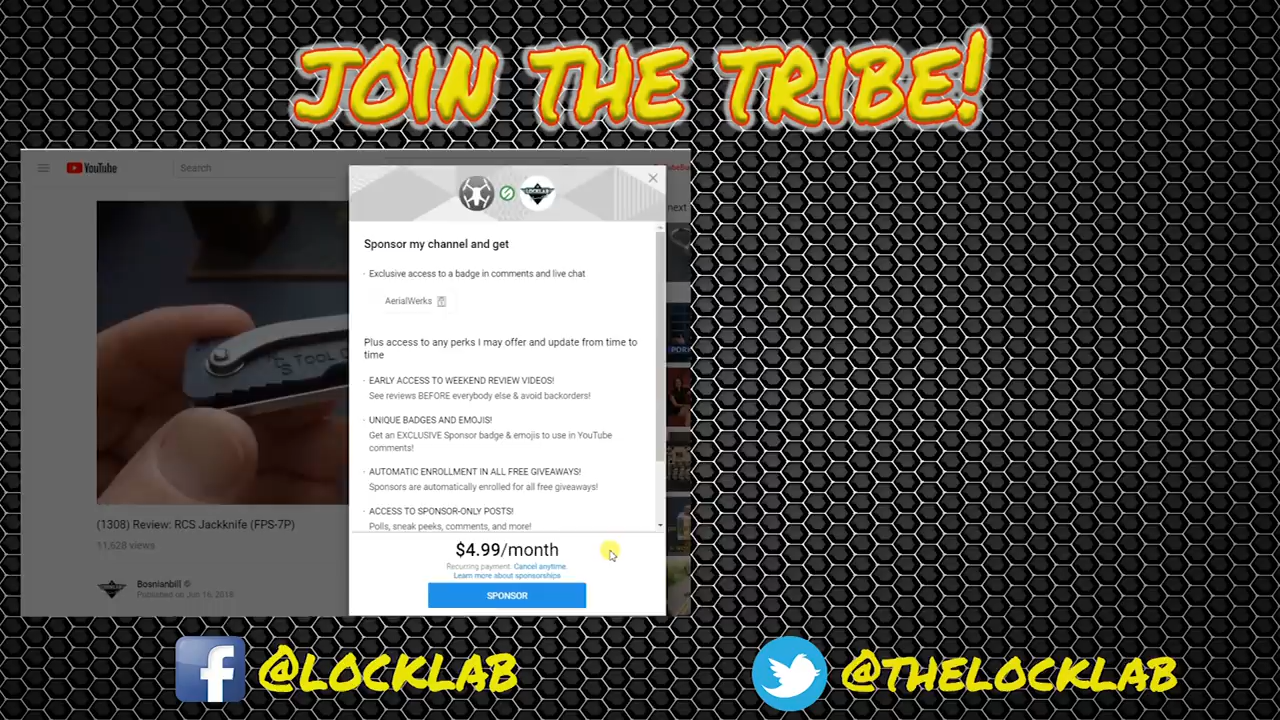 JOIN THE TRIBE!
YouTube
Search
next
LOCKLAB
Sponsor my channel and get
· Exclusive access to a badge in comments and live chat
AerialWerks
Plus access to any perks I may offer and update from time to
time
· EARLY ACCESS TO WEEKEND REVIEW VIDEOS!
See reviews BEFORE everybody else & avoid backorders!
· UNIQUE BADGES AND EMOJIS!
Get an EXCLUSIVE Sponsor badge & emojis to use in YouTube
comments!
· AUTOMATIC ENROLLMENT IN ALL FREE GIVEAWAYS!
Sponsors are automatically enrolled for all free giveaways!
· ACCESS TO SPONSOR-ONLY POSTS!
Polls, sneak peeks, comments, and more!
$4.99/month
Recurring payment. Cancel anytime.
Learn more about sponsorships
SPONSOR
(1308) Review: RCS Jackknife (FPS-7P)
11,628 views
Bosnianbill
Published on Jun 16, 2018
@LOCKLAB
@THELOCKLAB